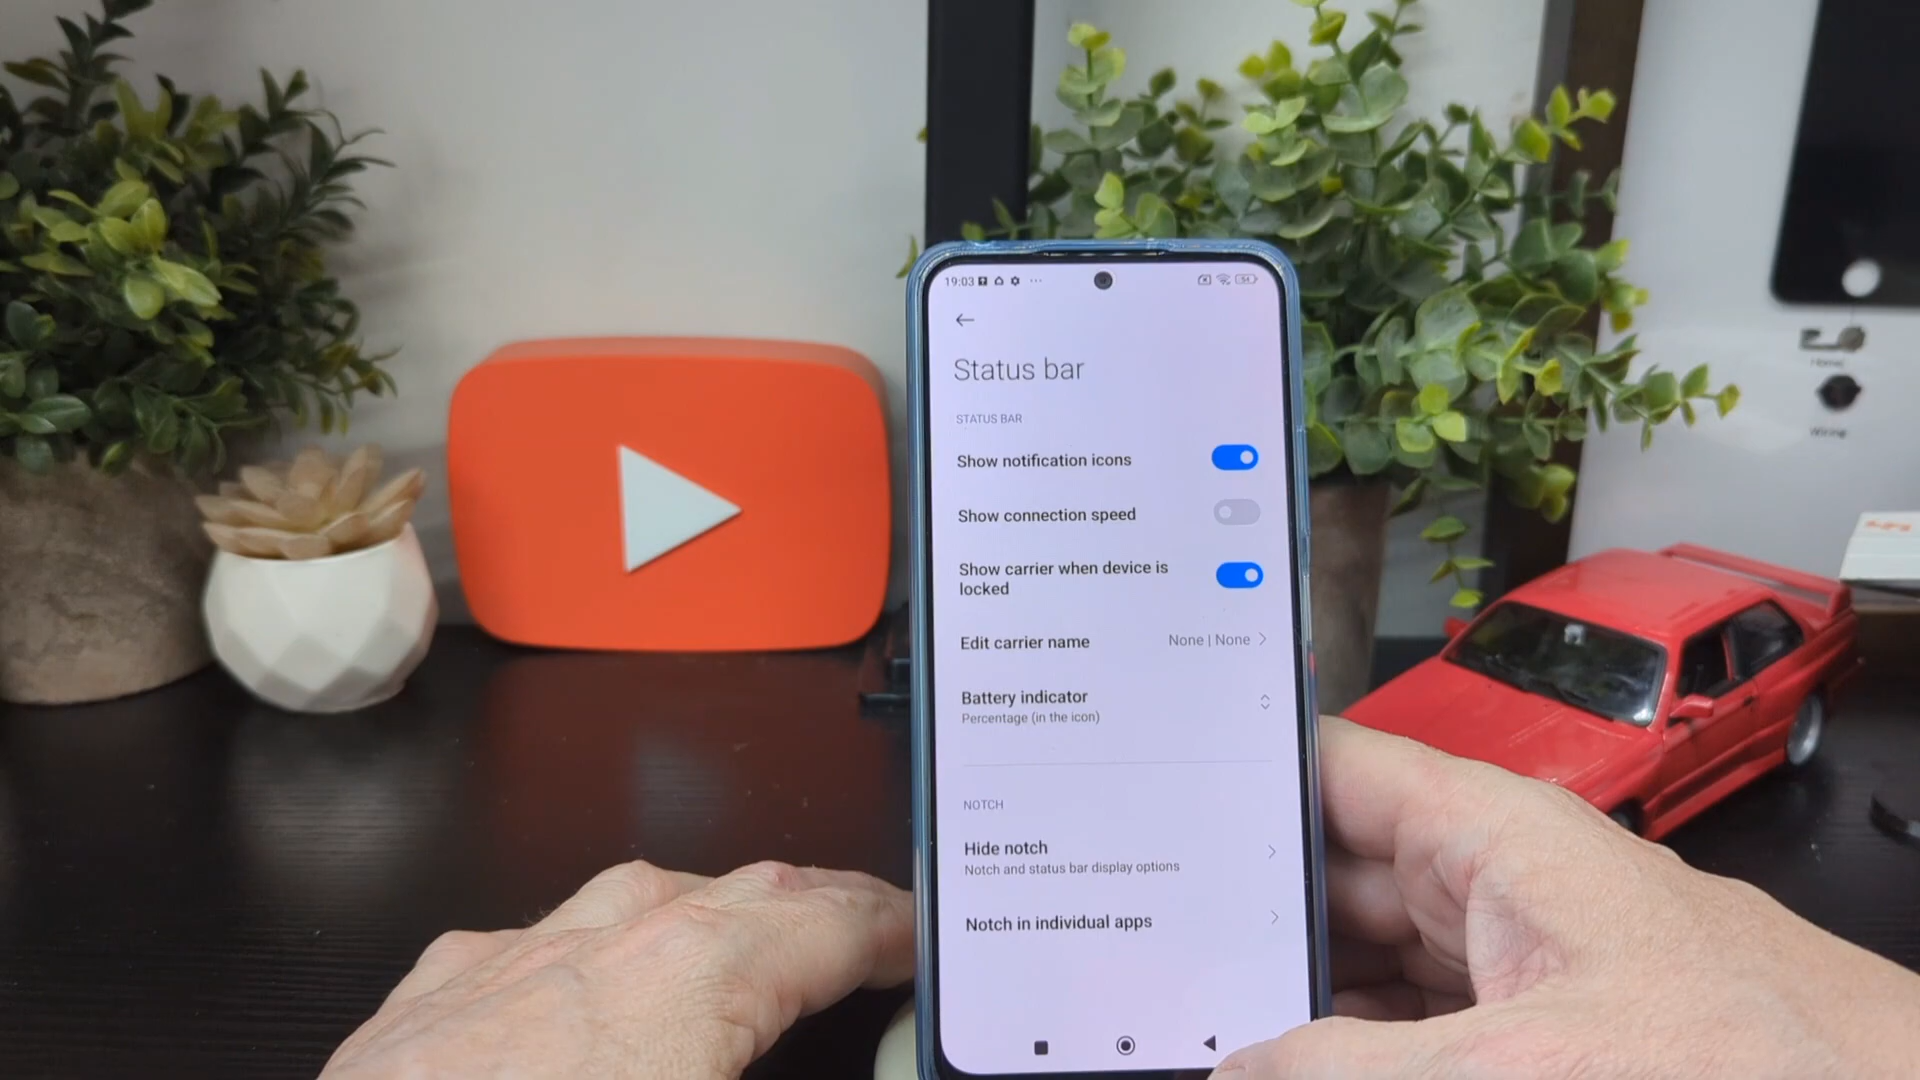 19:03
54
Status bar
STATUS BAR
Show notification icons
Show connection speed
Show carrier when device is
locked
Edit carrier name
None | None
Battery indicator
Percentage (in the icon)
NOTCH
Hide notch
Notch and status bar display options
Notch in individual apps